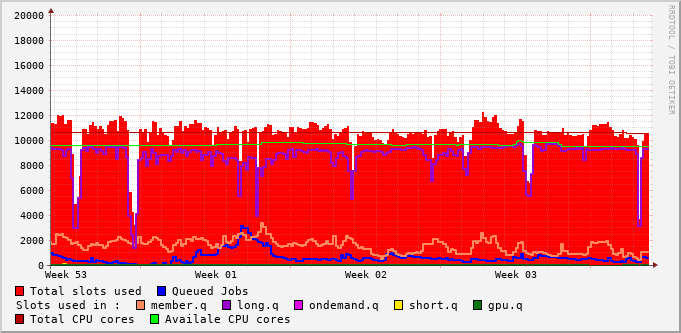 20000
18000
16000
14000
12000
10000
8000
6000
4000
2000
0
Week 53 Week 01 Week 02 Week 03
RRDTOOL / TOBI OETIKER
Total slots used Queued Jobs
Slots used in : member.q long.q ondemand.q short.q gpu.q
Total CPU cores Availale CPU cores